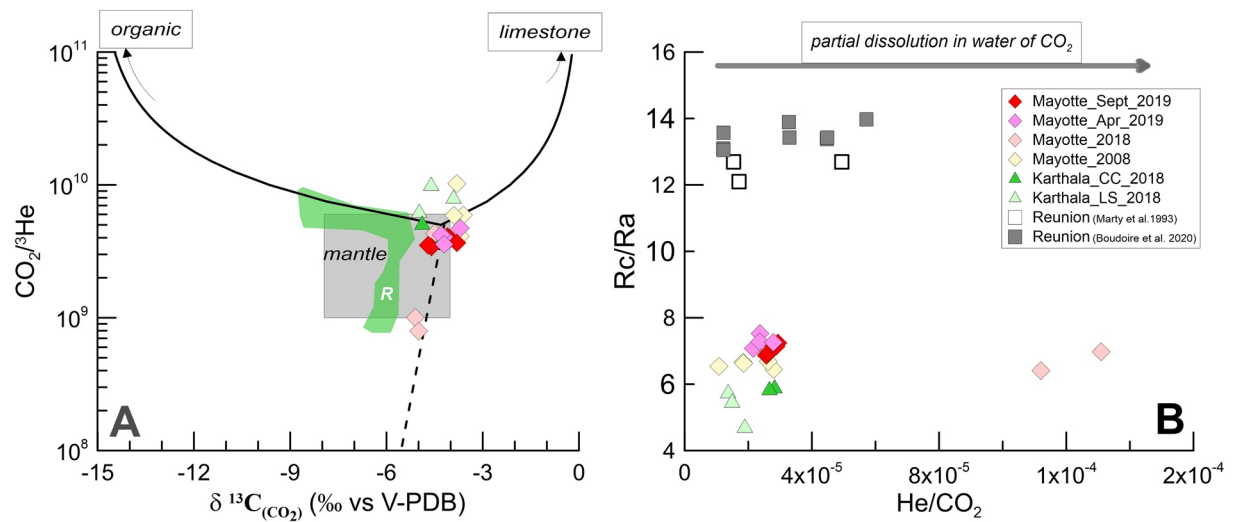 organic
limestone
10¹¹
10¹⁰
10⁹
10⁸
CO₂/³He
mantle
R
A
-15
-12
-9
-6
-3
0
δ ¹³C(CO₂) (‰ vs V-PDB)
partial dissolution in water of CO₂
16
14
12
10
8
6
4
Rc/Ra
Mayotte_Sept_2019
Mayotte_Apr_2019
Mayotte_2018
Mayotte_2008
Karthala_CC_2018
Karthala_LS_2018
Reunion (Marty et al.1993)
Reunion (Boudoire et al. 2020)
B
0
4x10⁻⁵
8x10⁻⁵
1x10⁻⁴
2x10⁻⁴
He/CO₂